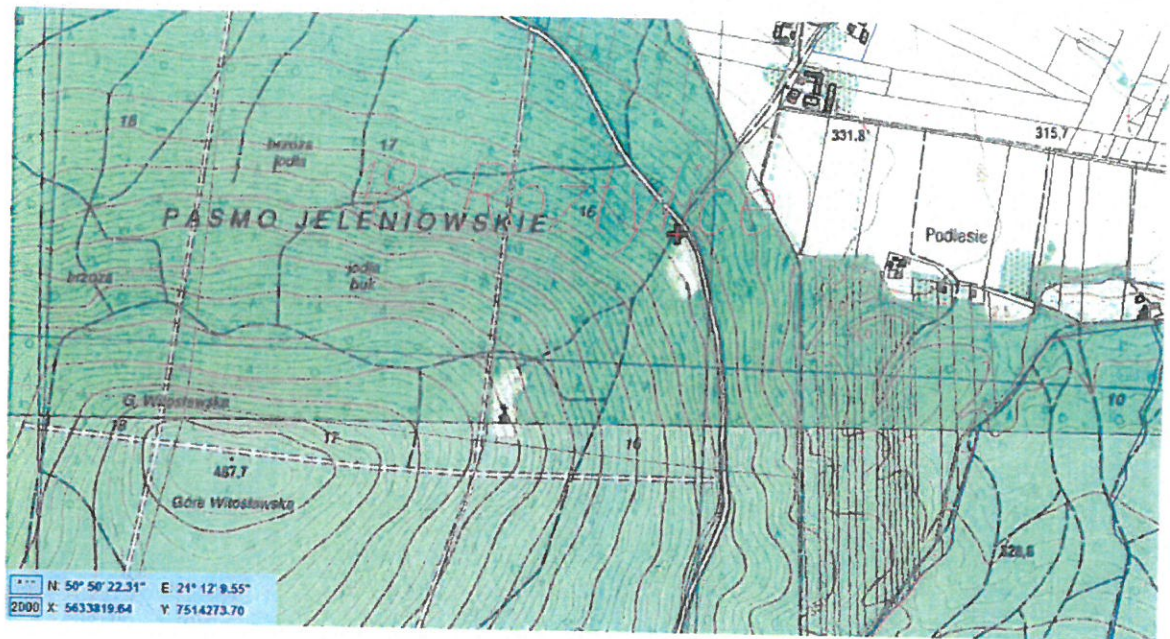 331.8
315,7
18
brzoza
jodła
17
16
PASMO JELENIOWSKIE
Podlesie
brzoza
jodła
buk
G. Witosławska
10
18
17
16
487,7
Góra Witosławska
328,6
N: 50° 50' 22.31" E: 21° 12' 9.55"
2000 X: 5633819.64 Y: 7514273.70